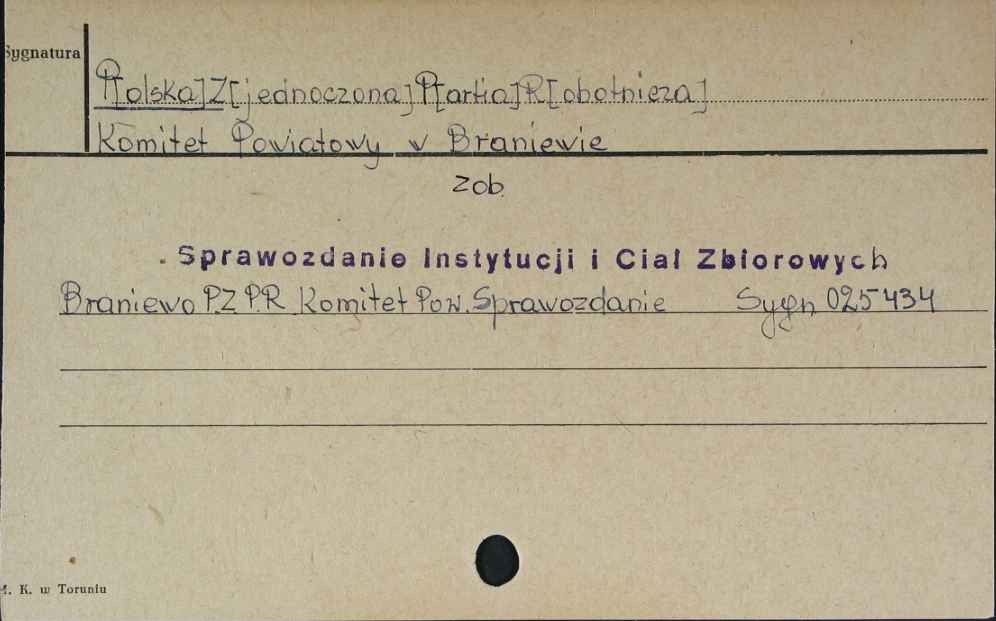 Sygnatura
P[olska] Z[jednoczona] P[artia] R[obotnicza]
Komitet Powiatowy w Braniewie
zob.
Sprawozdanie Instytucji i Ciał Zbiorowych
Braniewo PZPR Komitet Pow. Sprawozdanie Sygn 025434
M. K. w Toruniu